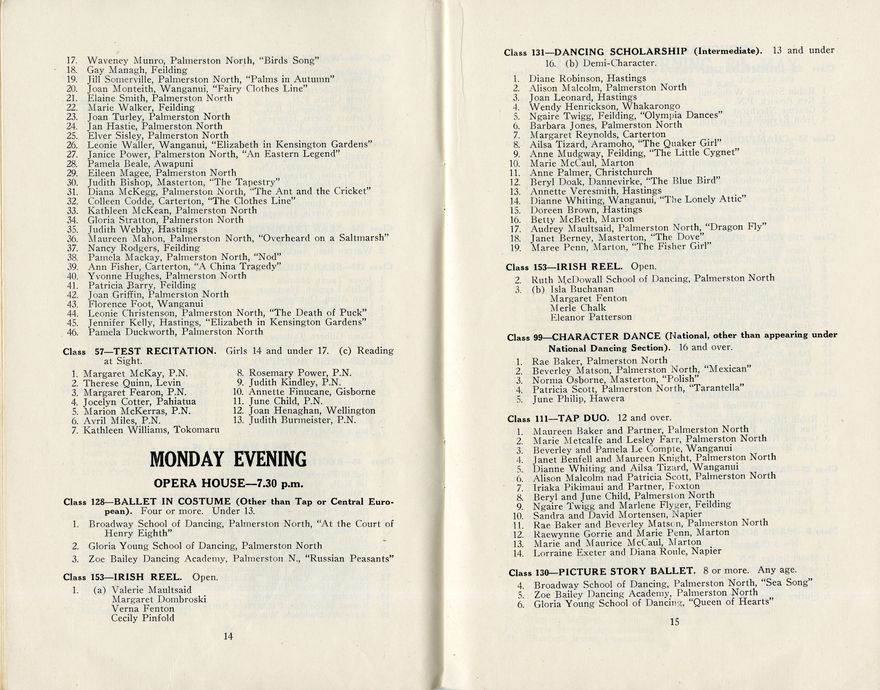 17. Waveney Munro, Palmerston North, "Birds Song"
18. Gay Managh, Feilding
19. Jill Somerville, Palmerston North, "Palms in Autumn"
20. Joan Monteith, Wanganui, "Fairy Clothes Line"
21. Elaine Smith, Palmerston North
22. Marie Walker, Feilding
23. Joan Turley, Palmerston North
24. Jan Hastie, Palmerston North
25. Elver Sisley, Palmerston North
26. Leonie Waller, Wanganui, "Elizabeth in Kensington Gardens"
27. Janice Power, Palmerston North, "An Eastern Legend"
28. Pamela Beale, Awapuni
29. Eileen Magee, Palmerston North
30. Judith Bishop, Masterton, "The Tapestry"
31. Diana McKegg, Palmerston North, "The Ant and the Cricket"
32. Colleen Codde, Carterton, "The Clothes Line"
33. Kathleen McKean, Palmerston North
34. Gloria Stratton, Palmerston North
35. Judith Webby, Hastings
36. Maureen Mahon, Palmerston North, "Overheard on a Saltmarsh"
37. Nancy Rodgers, Feilding
38. Pamela Mackay, Palmerston North, "Nod"
39. Ann Fisher, Carterton, "A China Tragedy"
40. Yvonne Hughes, Palmerston North
41. Patricia Barry, Feilding
42. Joan Griffin, Palmerston North
43. Florence Foot, Wanganui
44. Leonie Christenson, Palmerston North, "The Death of Puck"
45. Jennifer Kelly, Hastings, "Elizabeth in Kensington Gardens"
46. Pamela Duckworth, Palmerston North
Class 57—TEST RECITATION. Girls 14 and under 17. (c) Reading
at Sight.
1. Margaret McKay, P.N.
2. Therese Quinn, Levin
3. Margaret Fearon, P.N.
4. Jocelyn Cotter, Pahiatua
5. Marion McKerras, P.N.
6. Avril Miles, P.N.
7. Kathleen Williams, Tokomaru
8. Rosemary Power, P.N.
9. Judith Kindley, P.N.
10. Annette Finucane, Gisborne
11. June Child, P.N.
12. Joan Henaghan, Wellington
13. Judith Burmeister, P.N.
MONDAY EVENING
OPERA HOUSE—7.30 p.m.
Class 128—BALLET IN COSTUME (Other than Tap or Central Euro-
pean). Four or more. Under 13.
1. Broadway School of Dancing, Palmerston North, "At the Court of
Henry Eighth"
2. Gloria Young School of Dancing, Palmerston North
3. Zoe Bailey Dancing Academy, Palmerston N., "Russian Peasants"
Class 153—IRISH REEL. Open.
1. (a) Valerie Maultsaid
Margaret Dombroski
Verna Fenton
Cecily Pinfold
14
Class 131—DANCING SCHOLARSHIP (Intermediate). 13 and under
16. (b) Demi-Character.
1. Diane Robinson, Hastings
2. Alison Malcolm, Palmerston North
3. Joan Leonard, Hastings
4. Wendy Henrickson, Whakarongo
5. Ngaire Twigg, Feilding, "Olympia Dances"
6. Barbara Jones, Palmerston North
7. Margaret Reynolds, Carterton
8. Ailsa Tizard, Aramoho, "The Quaker Girl"
9. Anne Mudgway, Feilding, "The Little Cygnet"
10. Marie McCaul, Marton
11. Anne Palmer, Christchurch
12. Beryl Doak, Dannevirke, "The Blue Bird"
13. Annette Veresmith, Hastings
14. Dianne Whiting, Wanganui, "The Lonely Attic"
15. Doreen Brown, Hastings
16. Betty McBeth, Marton
17. Audrey Maultsaid, Palmerston North, "Dragon Fly"
18. Janet Berney, Masterton, "The Dove"
19. Maree Penn, Marton, "The Fisher Girl"
Class 153—IRISH REEL. Open.
2. Ruth McDowall School of Dancing, Palmerston North
3. (b) Isla Buchanan
Margaret Fenton
Merle Chalk
Eleanor Patterson
Class 99—CHARACTER DANCE (National, other than appearing under
National Dancing Section). 16 and over.
1. Rae Baker, Palmerston North
2. Beverley Matson, Palmerston North, "Mexican"
3. Norma Osborne, Masterton, "Polish"
4. Patricia Scott, Palmerston North, "Tarantella"
5. June Philip, Hawera
Class 111—TAP DUO. 12 and over.
1. Maureen Baker and Partner, Palmerston North
2. Marie Metcalfe and Lesley Farr, Palmerston North
3. Beverley and Pamela Le Compte, Wanganui
4. Janet Benfell and Maureen Knight, Palmerston North
5. Dianne Whiting and Ailsa Tizard, Wanganui
6. Alison Malcolm nad Patricia Scott, Palmerston North
7. Iriaka Pikimaui and Partner, Foxton
8. Beryl and June Child, Palmerston North
9. Ngaire Twigg and Marlene Flyger, Feilding
10. Sandra and David Mortensen, Napier
11. Rae Baker and Beverley Matson, Palmerston North
12. Raewynne Gorrie and Marie Penn, Marton
13. Marie and Maurice McCaul, Marton
14. Lorraine Exeter and Diana Roule, Napier
Class 130—PICTURE STORY BALLET. 8 or more. Any age.
4. Broadway School of Dancing, Palmerston North, "Sea Song"
5. Zoe Bailey Dancing Academy, Palmerston North
6. Gloria Young School of Dancing, "Queen of Hearts"
15